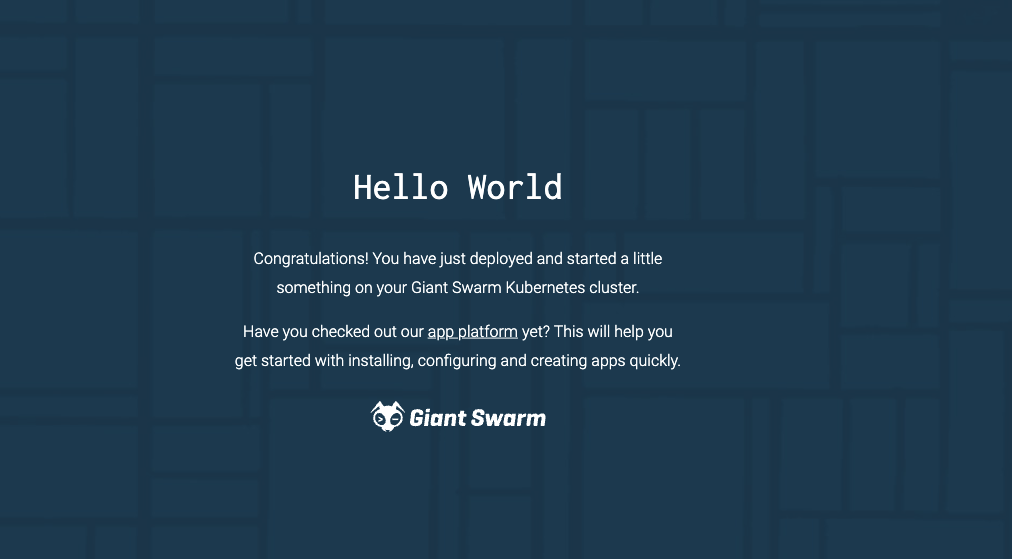 Hello World
Congratulations! You have just deployed and started a little
something on your Giant Swarm Kubernetes cluster.
Have you checked out our app platform yet? This will help you
get started with installing, configuring and creating apps quickly.
Giant Swarm